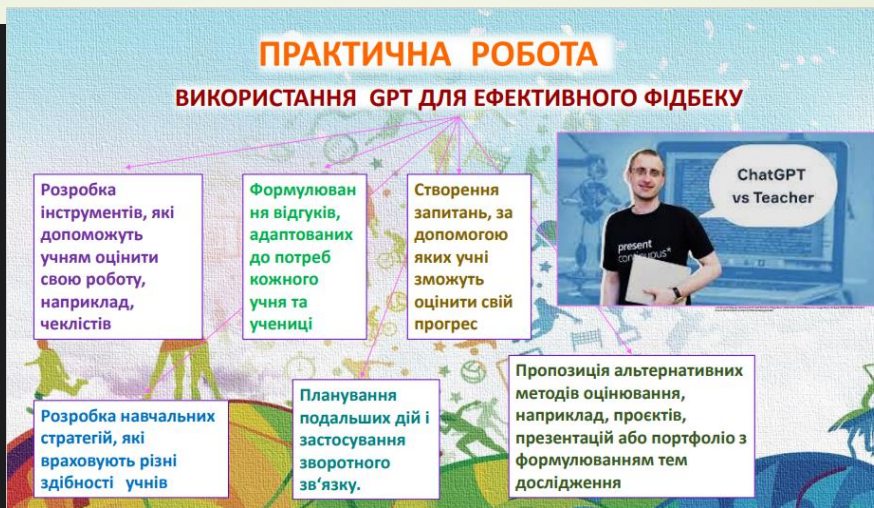 ПРАКТИЧНА РОБОТА
ВИКОРИСТАННЯ GPT ДЛЯ ЕФЕКТИВНОГО ФІДБЕКУ
Розробка
інструментів, які
допоможуть
учням оцінити
свою роботу,
наприклад,
чеклістів
Формулюван
ня відгуків,
адаптованих
до потреб
кожного
учня та
учениці
Створення
запитань, за
допомогою
яких учні
зможуть
оцінити свій
прогрес
ChatGPT
vs Teacher
present
continuous*
Розробка навчальних
стратегій, які
враховують різні
здібності учнів
Планування
подальших дій і
застосування
зворотного
зв'язку.
Пропозиція альтернативних
методів оцінювання,
наприклад, проєктів,
презентацій або портфоліо з
формулюванням тем
дослідження